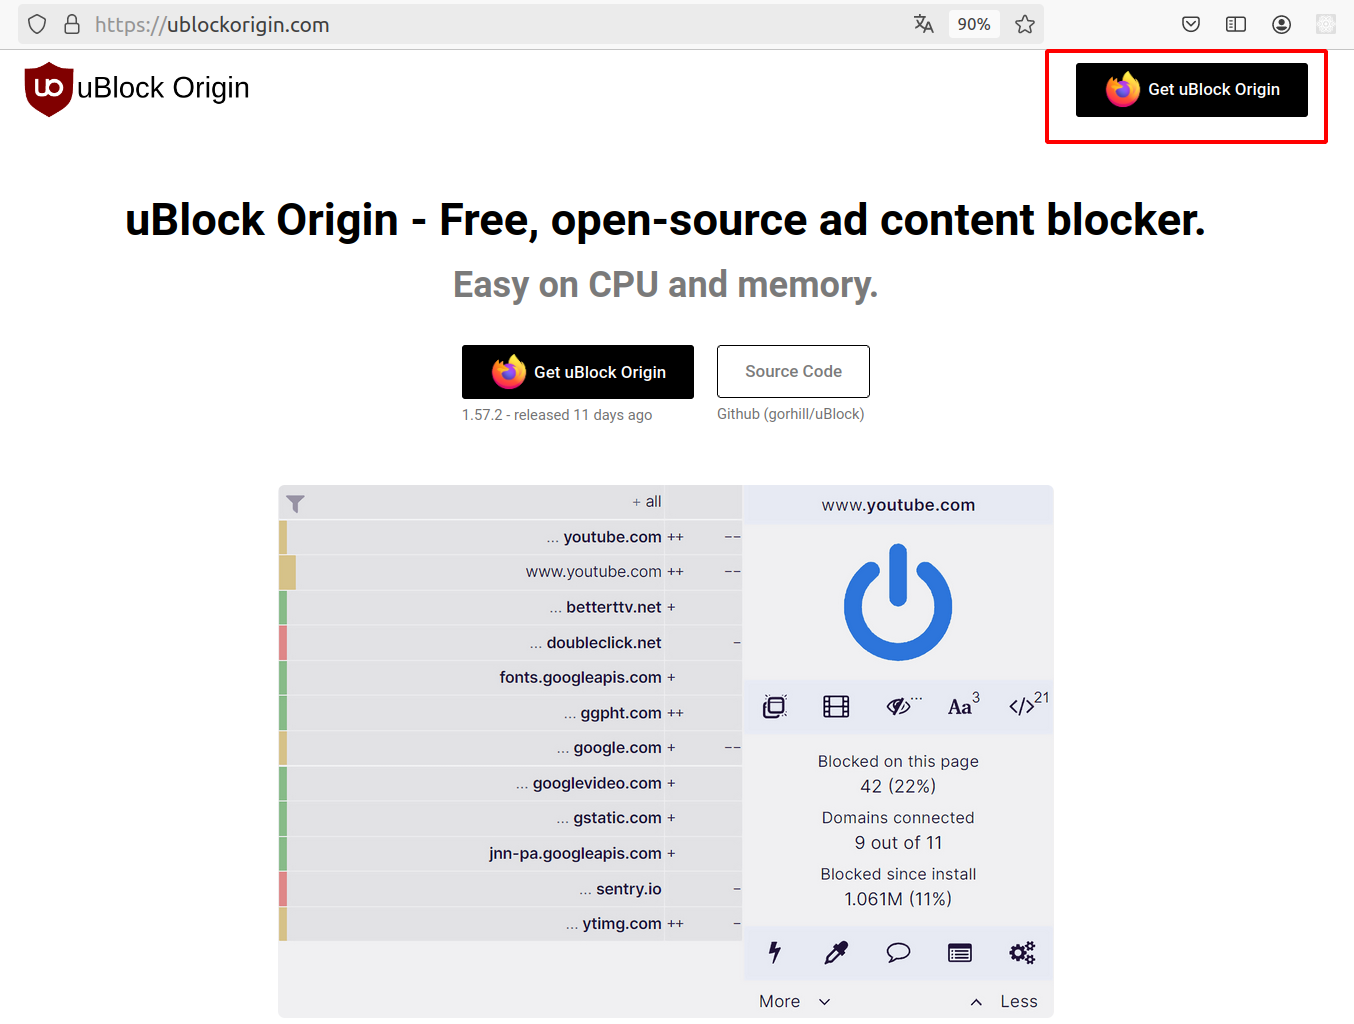 https://ublockorigin.com
90%
uBlock Origin
Get uBlock Origin
uBlock Origin - Free, open-source ad content blocker.
Easy on CPU and memory.
Get uBlock Origin
Source Code
1.57.2 - released 11 days ago
Github (gorhill/uBlock)
+ all
... youtube.com ++ --
www.youtube.com ++ --
... betterttv.net +
... doubleclick.net -
fonts.googleapis.com +
... ggpht.com ++
... google.com + --
... googlevideo.com +
... gstatic.com +
jnn-pa.googleapis.com +
... sentry.io -
... ytimg.com ++ -
www.youtube.com
... Aa 3 </> 21
Blocked on this page
42 (22%)
Domains connected
9 out of 11
Blocked since install
1.061M (11%)
More
Less